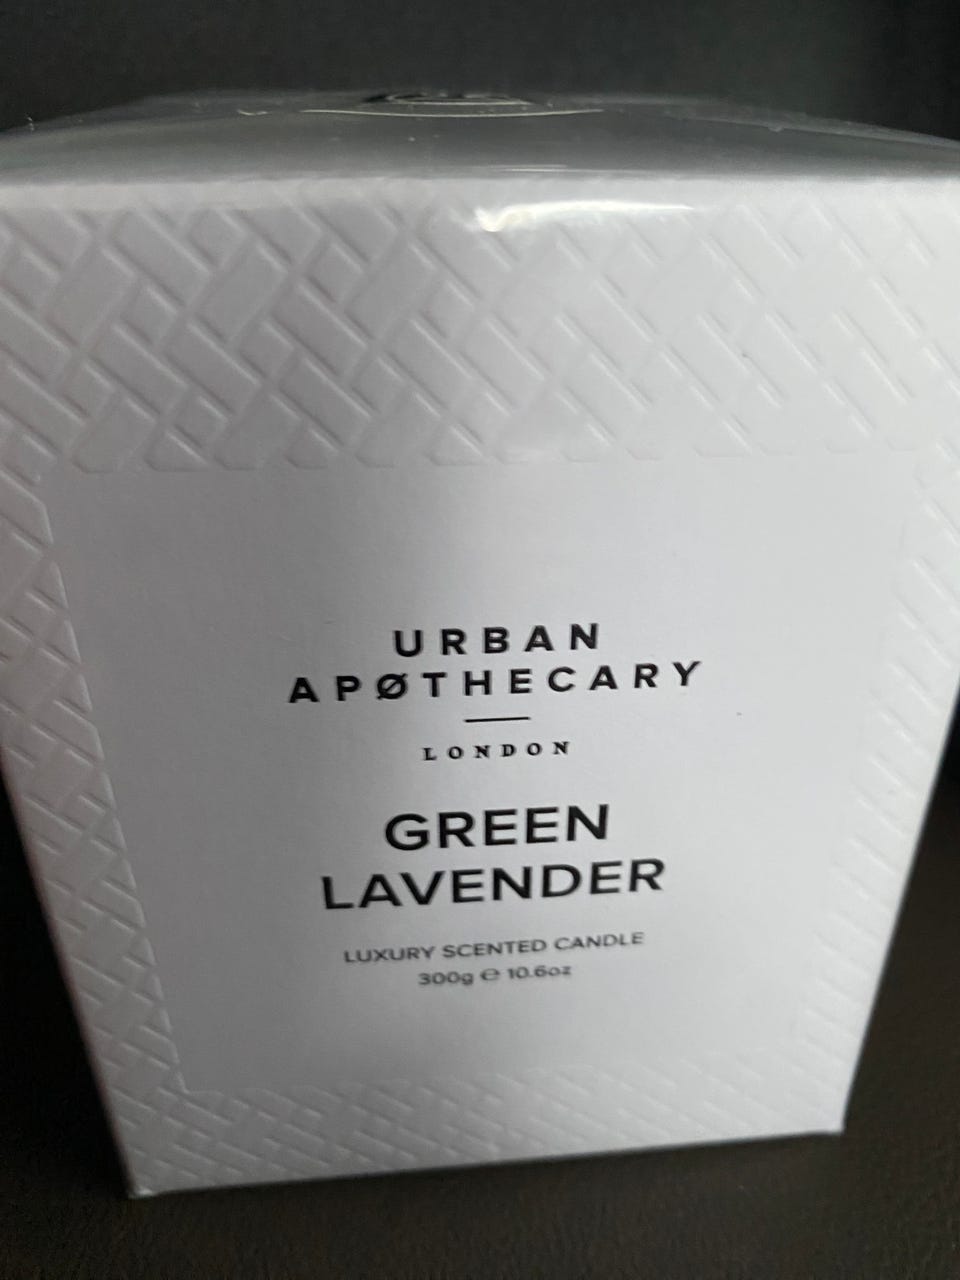 URBAN
APØTHECARY
LONDON
GREEN
LAVENDER
LUXURY SCENTED CANDLE
300g ℮ 10.6oz